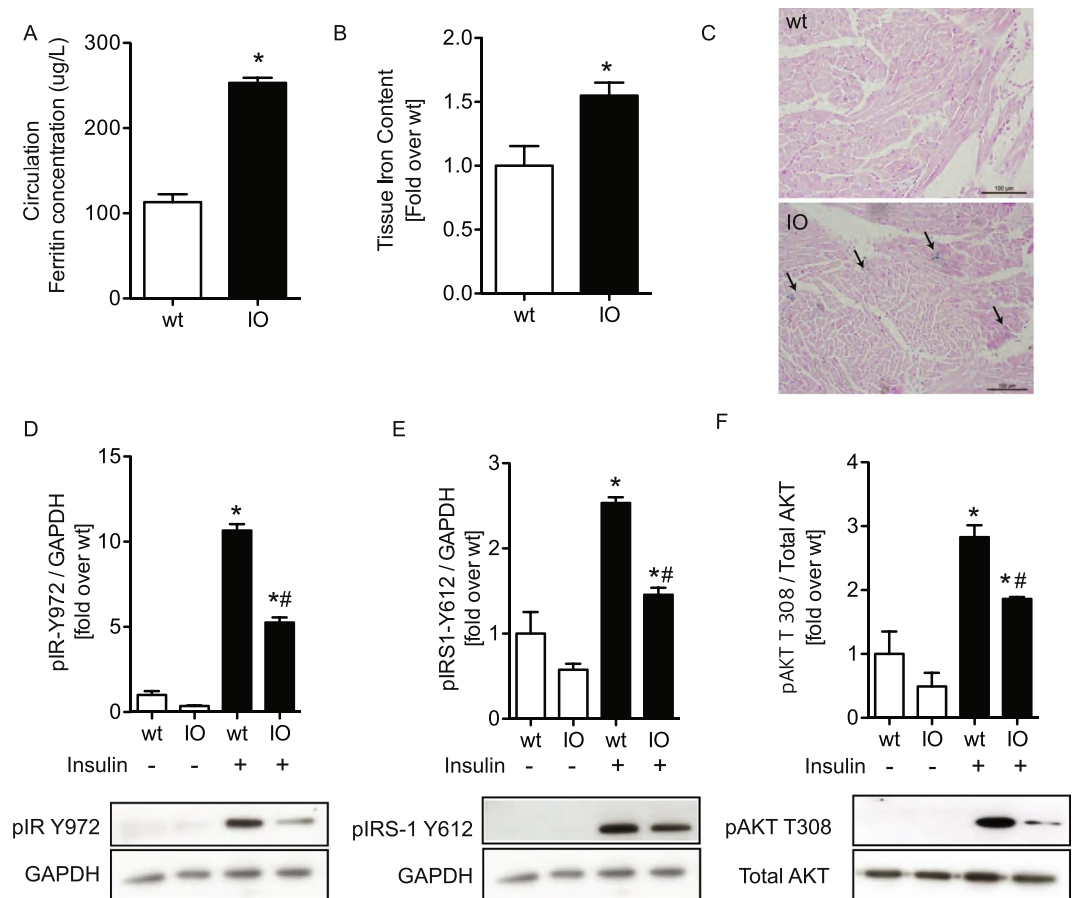 A
Circulation
Ferritin concentration (ug/L)
300
200
100
0
*
wt
IO
B
Tissue Iron Content
[Fold over wt]
2.0
1.5
1.0
0.5
0.0
*
wt
IO
C
wt
100 µm
IO
100 µm
D
pIR-Y972 / GAPDH
[fold over wt]
15
10
5
0
*
*#
wt IO wt IO
Insulin - - + +
pIR Y972
GAPDH
E
pIRS1-Y612 / GAPDH
[fold over wt]
3
2
1
0
*
*#
wt IO wt IO
Insulin - - + +
pIRS-1 Y612
GAPDH
F
pAKT T 308 / Total AKT
[fold over wt]
4
3
2
1
0
*
*#
wt IO wt IO
Insulin - - + +
pAKT T308
Total AKT